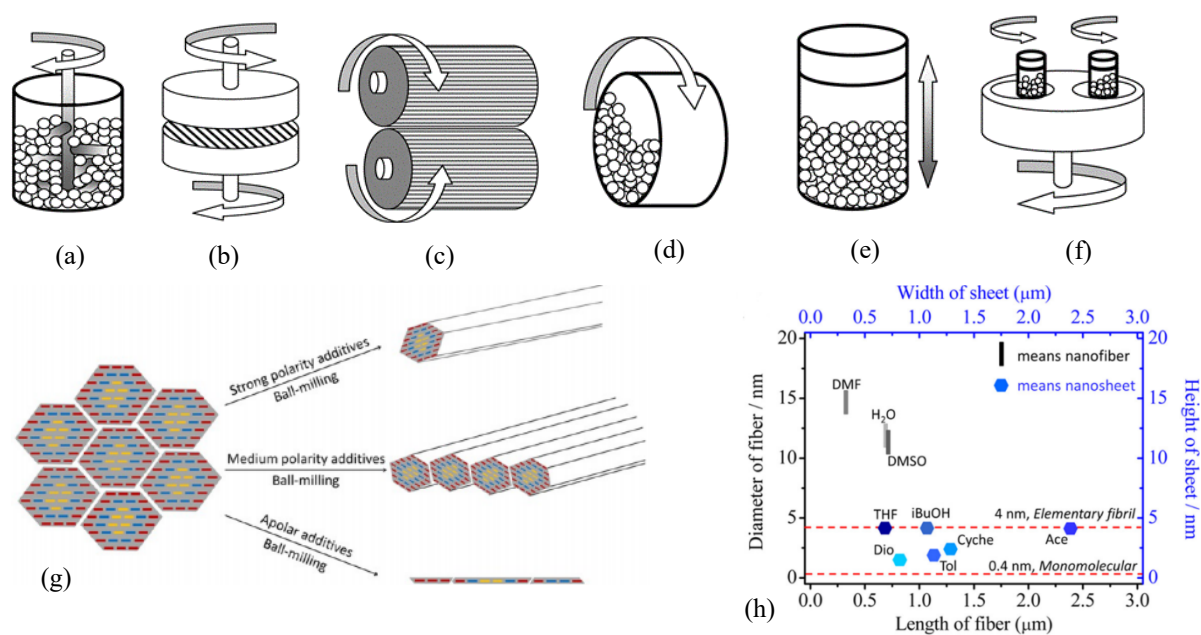 (a)
(b)
(c)
(d)
(e)
(f)
Strong polarity additives
Ball-milling
Medium polarity additives
Ball-milling
Apolar additives
Ball-milling
(g)
Width of sheet (μm)
0.0 0.5 1.0 1.5 2.0 2.5 3.0
20
15
10
5
0
Diameter of fiber / nm
means nanofiber
means nanosheet
DMF
H2O
DMSO
THF
iBuOH
4 nm, Elementary fibril
Ace
Dio
Cyche
Tol
0.4 nm, Monomolecular
20
15
10
5
0
Height of sheet / nm
0.0 0.5 1.0 1.5 2.0 2.5 3.0
Length of fiber (μm)
(h)